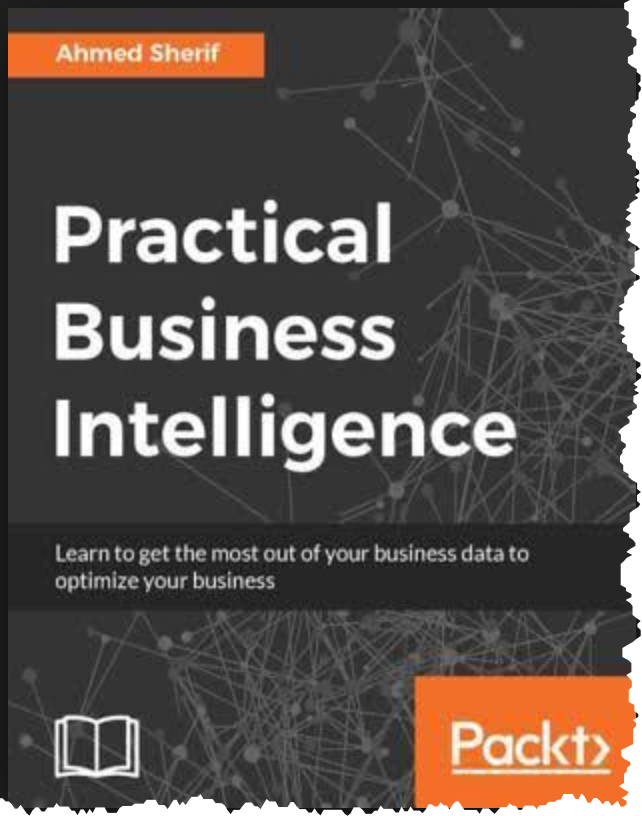 Ahmed Sherif
Practical
Business
Intelligence
Learn to get the most out of your business data to
optimize your business
Packt>